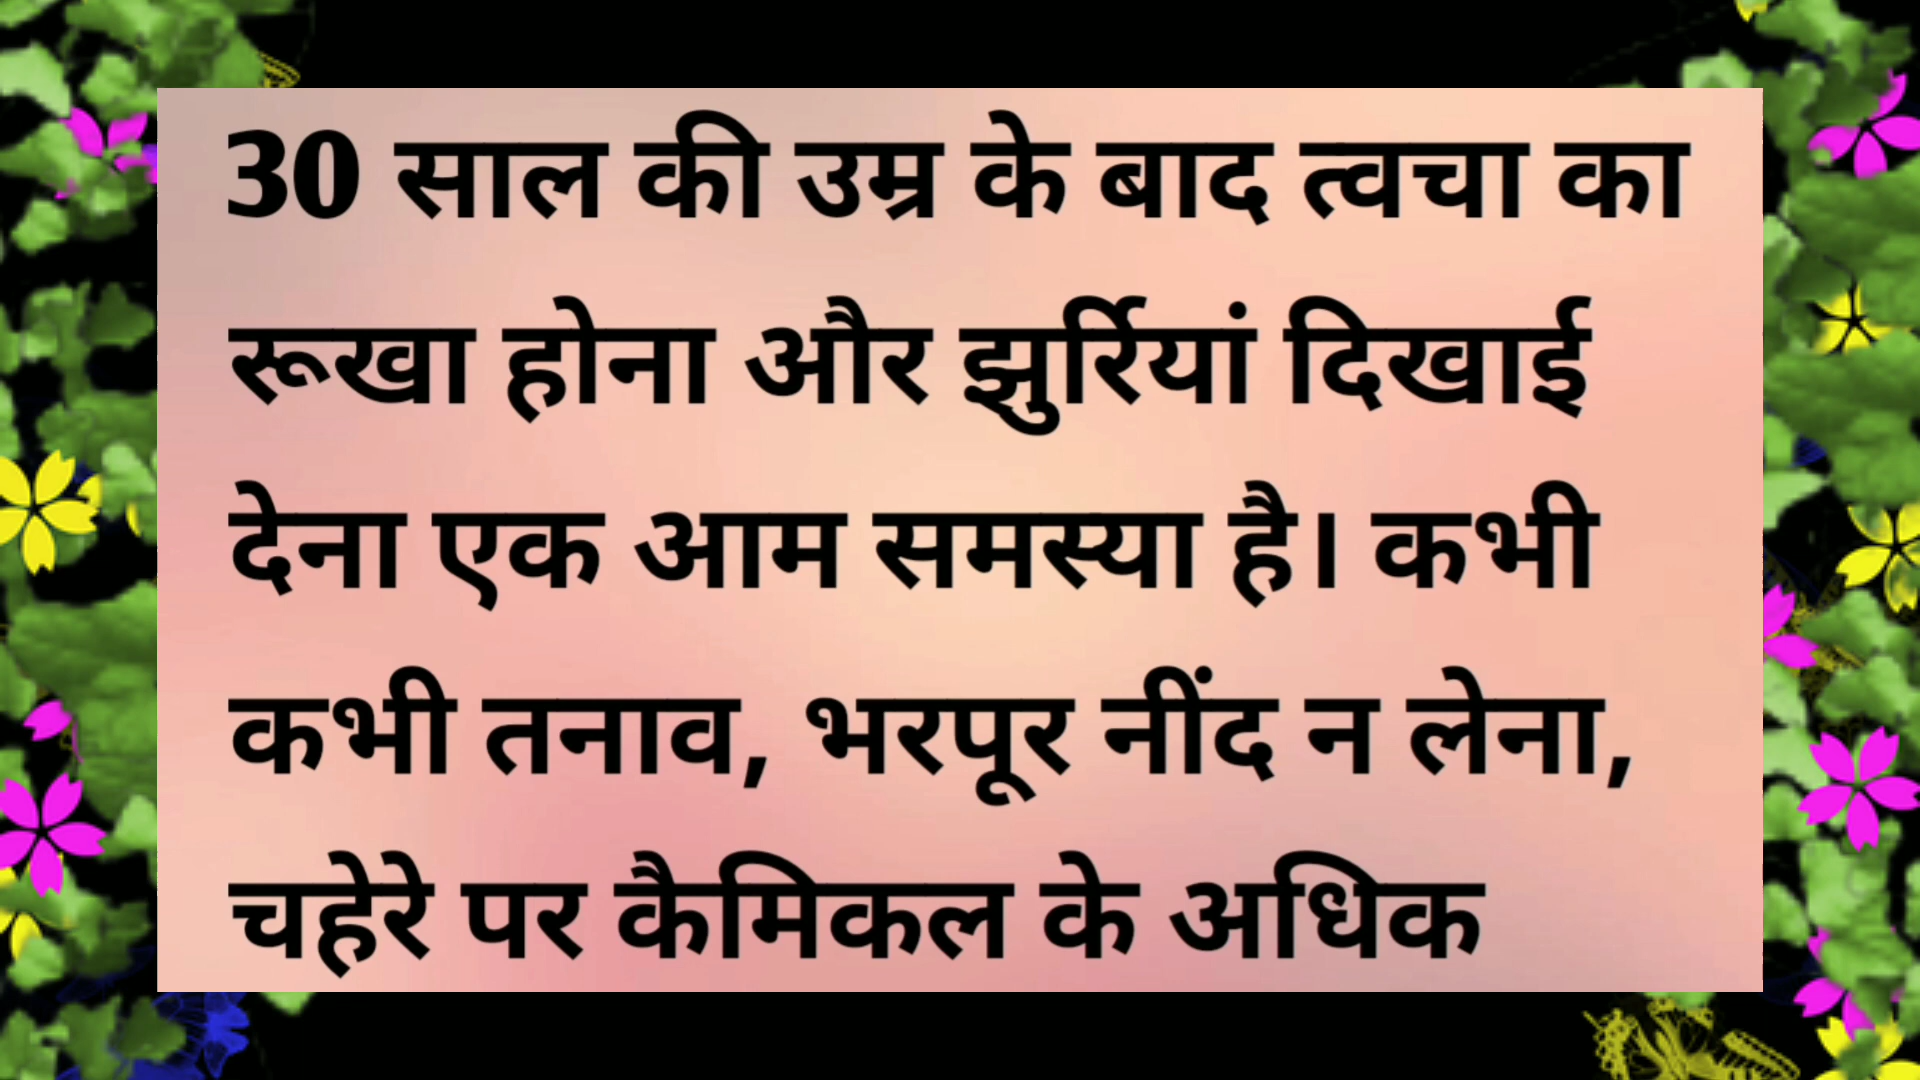 30 साल की उम्र के बाद त्वचा का
रूखा होना और झुर्रियां दिखाई
देना एक आम समस्या है। कभी
कभी तनाव, भरपूर नींद न लेना,
चहेरे पर कैमिकल के अधिक